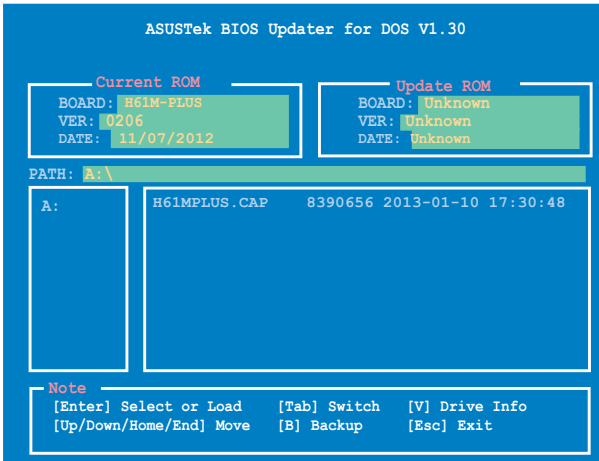 ASUSTek BIOS Updater for DOS V1.30
Current ROM
BOARD: H61M-PLUS
VER: 0206
DATE: 11/07/2012
Update ROM
BOARD: Unknown
VER: Unknown
DATE: Unknown
PATH: A:\
A:
H61MPLUS.CAP 8390656 2013-01-10 17:30:48
Note
[Enter] Select or Load [Tab] Switch [V] Drive Info
[Up/Down/Home/End] Move [B] Backup [Esc] Exit